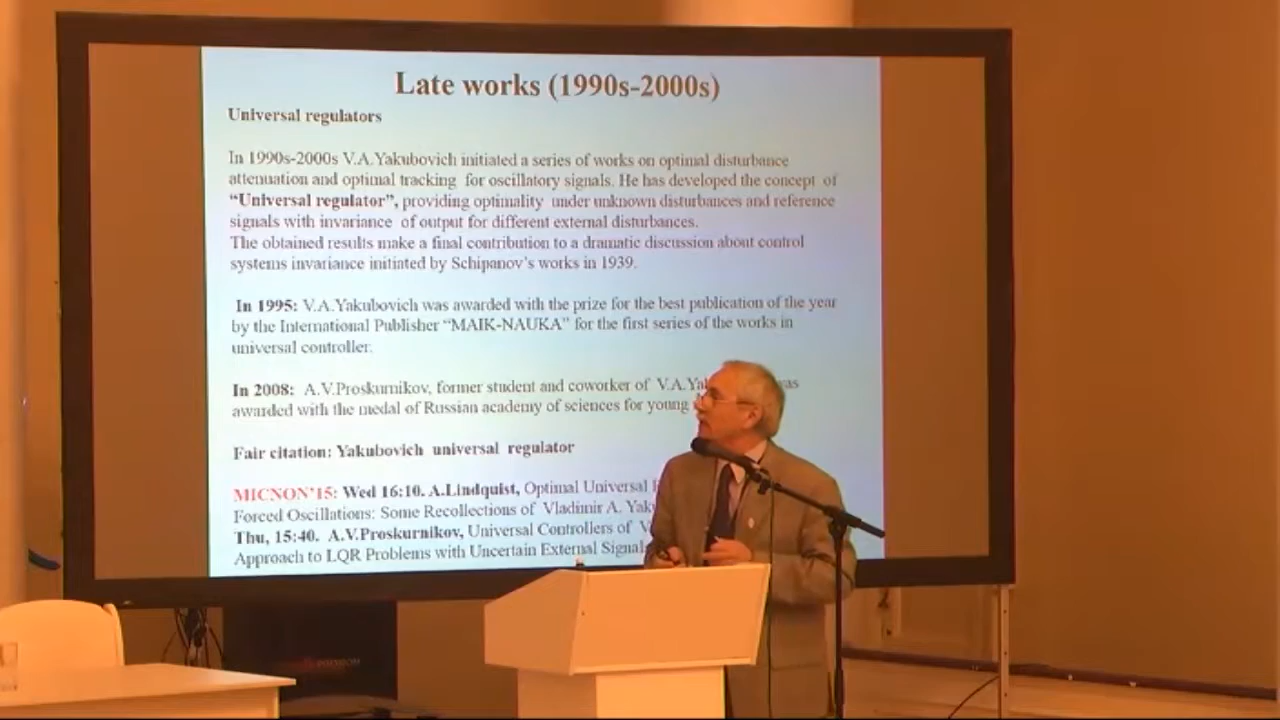 Late works (1990s-2000s)
Universal regulators
In 1990s-2000s V.A.Yakubovich initiated a series of works on optimal disturbance
attenuation and optimal tracking for oscillatory signals. He has developed the concept of
“Universal regulator”, providing optimality under unknown disturbances and reference
signals with invariance of output for different external disturbances.
The obtained results make a final contribution to a dramatic discussion about control
systems invariance initiated by Schipanov’s works in 1939.
In 1995: V.A.Yakubovich was awarded with the prize for the best publication of the year
by the International Publisher “MAIK-NAUKA” for the first series of the works in
universal controller.
In 2008: A.V.Proskurnikov, former student and coworker of
awarded with the medal of Russian academy of sciences for young
Fair citation: Yakubovich universal regulator
MICNON’15: Wed 16:10. A.Lindquist, Optimal Universal
Forced Oscillations: Some Recollections of Vladimir A.
Thu, 15:40. A.V.Proskurnikov, Universal Controllers of
Approach to LQR Problems with Uncertain External